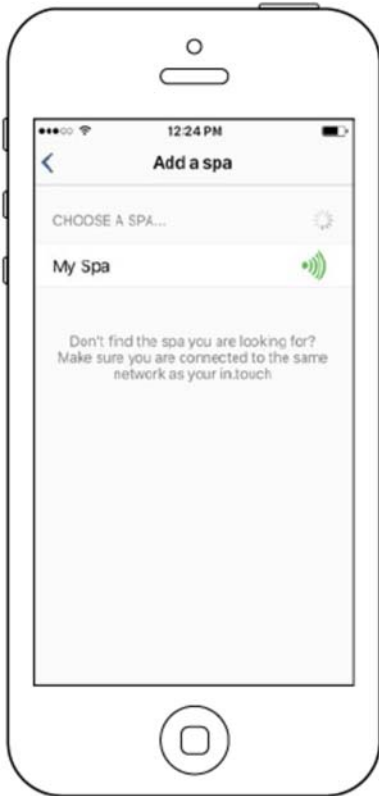 12:24 PM
Add a spa
CHOOSE A SPA...
My Spa
Don't find the spa you are looking for?
Make sure you are connected to the same
network as your in.touch